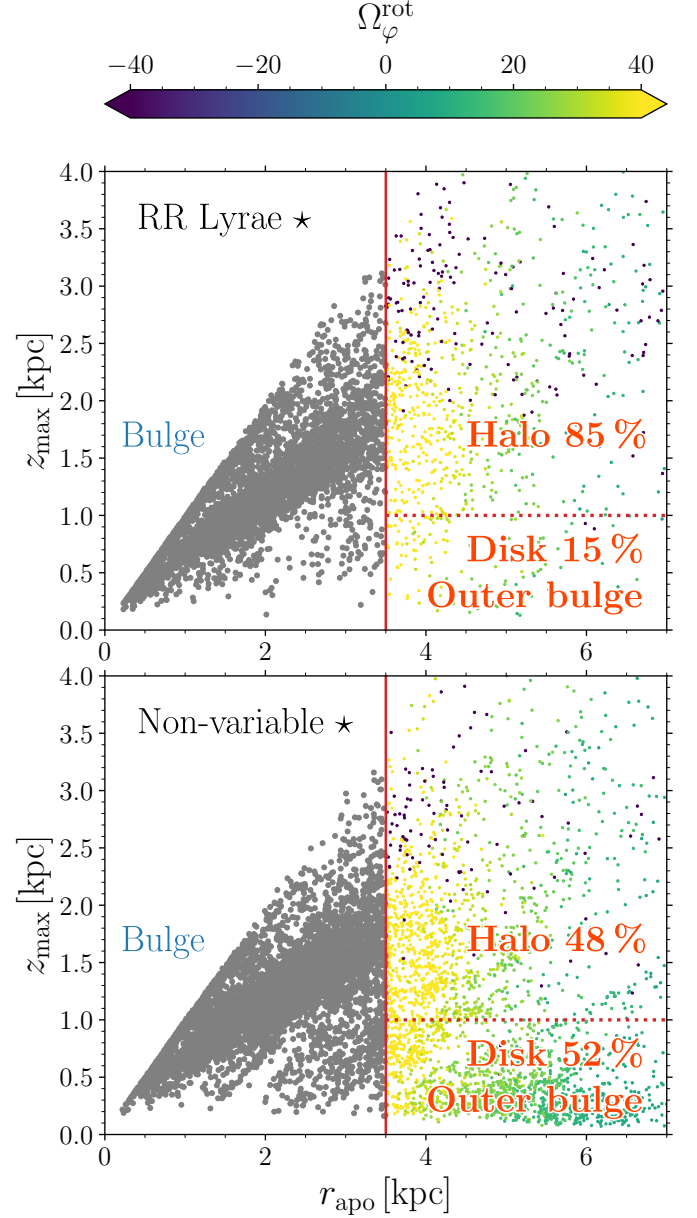 Ω_φ^rot
−40 −20 0 20 40
4.0
RR Lyrae ⋆
3.5
3.0
2.5
z_max [kpc]
2.0
Bulge
Halo 85 %
1.5
1.0
Disk 15 %
0.5
Outer bulge
0.0
0 2 4 6
4.0
Non-variable ⋆
3.5
3.0
2.5
z_max [kpc]
2.0
Bulge
Halo 48 %
1.5
1.0
Disk 52 %
0.5
Outer bulge
0.0
0 2 4 6
r_apo [kpc]